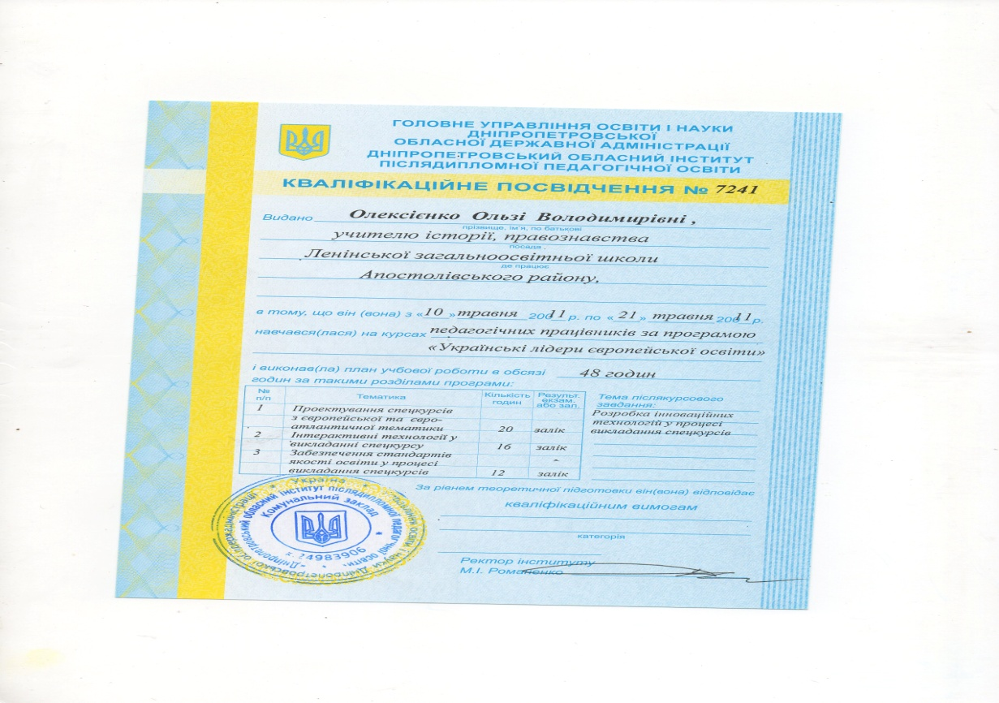 ГОЛОВНЕ УПРАВЛІННЯ ОСВІТИ І НАУКИ
ДНІПРОПЕТРОВСЬКОЇ
ОБЛАСНОЇ ДЕРЖАВНОЇ АДМІНІСТРАЦІЇ
ДНІПРОПЕТРОВСЬКИЙ ОБЛАСНИЙ ІНСТИТУТ
ПІСЛЯДИПЛОМНОЇ ПЕДАГОГІЧНОЇ ОСВІТИ
КВАЛІФІКАЦІЙНЕ ПОСВІДЧЕННЯ № 7241
Видано Олексієнко Ользі Володимирівні,
прізвище, ім'я, по батькові
учителю історії, правознавства
посада
Ленінської загальноосвітньої школи
де працює
Апостолівського району,
в тому, що він (вона) з «10» травня 200 11 р. по «21» травня 200 11 р.
навчався(лася) на курсах педагогічних працівників за програмою
«Українські лідери європейської освіти»
і виконав(ла) план учбової роботи в обсязі 48 годин
годин за такими розділами програми:
№ п/п Тематика Кількість годин Результ. екзам. або зал.
1 Проектування спецкурсів
з європейської та євро-
атлантичної тематики 20 залік
2 Інтерактивні технології у
викладанні спецкурсу 16 залік
3 Забезпечення стандартів
якості освіти у процесі
викладання спецкурсів 12 залік
Тема післякурсового
завдання:
Розробка інноваційних
технологій у процесі
викладання спецкурсів
За рівнем теоретичної підготовки він(вона) відповідає
кваліфікаційним вимогам
категорія
Ректор інституту
М.І. Романенко
Україна
Комунальний заклад
обласний інститут післядипломної педагогічної освіти
24983906